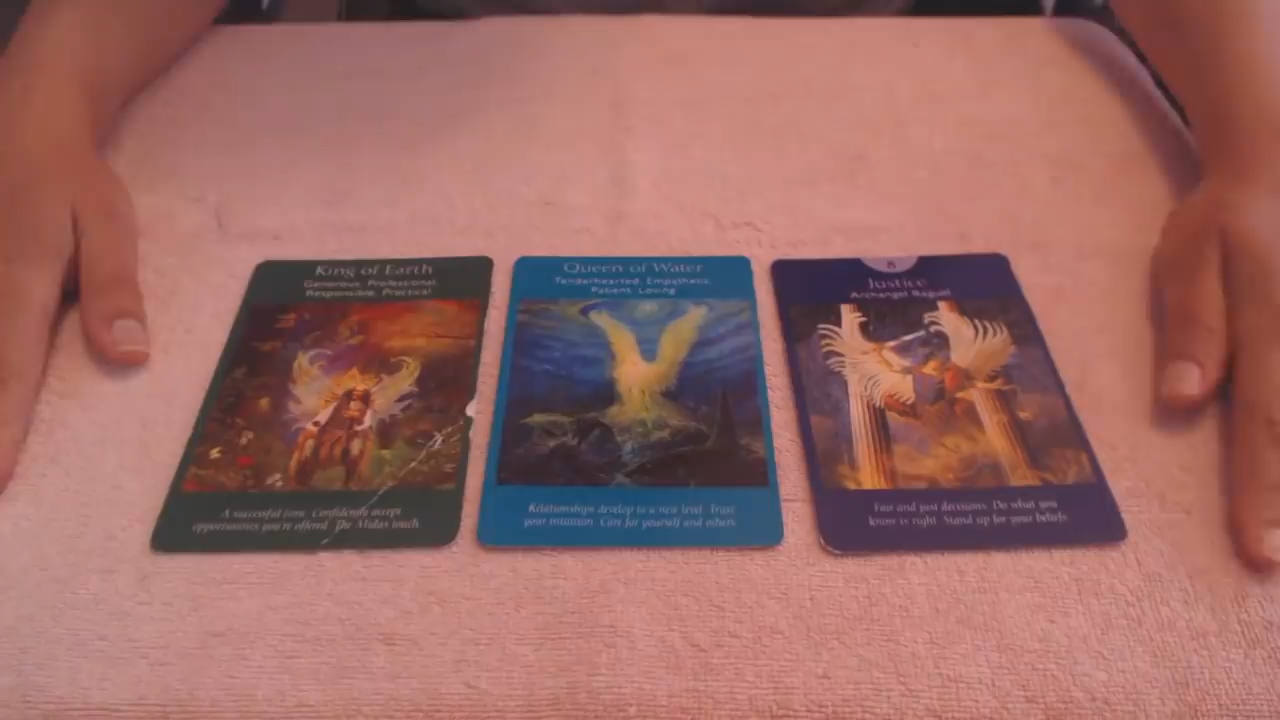 King of Earth
Generous, Professional,
Responsible, Practical
A successful time. Confidently accept
opportunities you're offered. The Midas touch.
Queen of Water
Tenderhearted, Empathetic,
Patient, Loving
Relationships develop to a new level. Trust
your intuition. Care for yourself and others.
8
Justice
Archangel Raguel
Fair and just decisions. Do what you
know is right. Stand up for your beliefs.